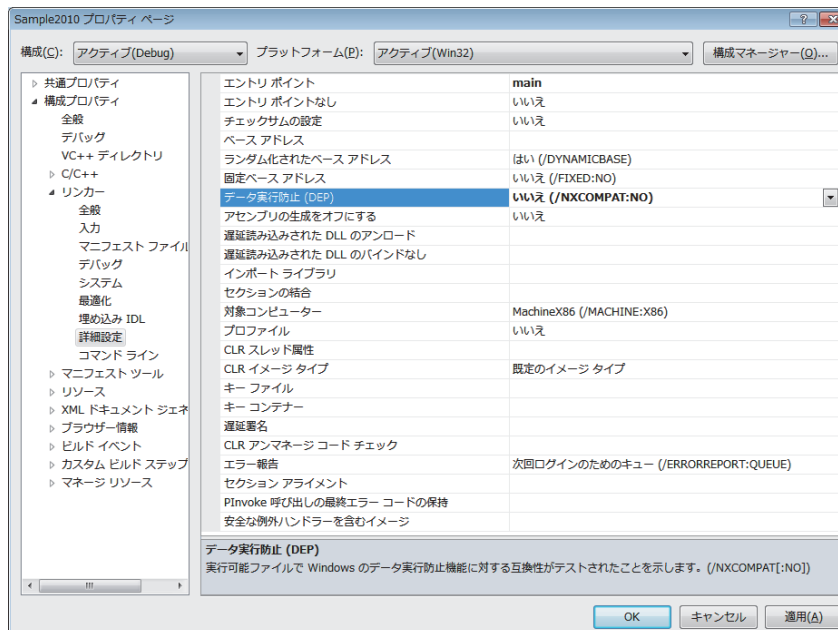 Sample2010 プロパティ ページ
構成(C): アクティブ(Debug) プラットフォーム(P): アクティブ(Win32) 構成マネージャー(O)...
共通プロパティ
構成プロパティ
全般
デバッグ
VC++ ディレクトリ
C/C++
リンカー
全般
入力
マニフェスト ファイル
デバッグ
システム
最適化
埋め込み IDL
詳細設定
コマンド ライン
マニフェスト ツール
リソース
XML ドキュメント ジェネ
ブラウザー情報
ビルド イベント
カスタム ビルド ステップ
マネージ リソース
エントリ ポイント main
エントリ ポイントなし いいえ
チェックサムの設定 いいえ
ベース アドレス
ランダム化されたベース アドレス はい (/DYNAMICBASE)
固定ベース アドレス いいえ (/FIXED:NO)
データ実行防止 (DEP) いいえ (/NXCOMPAT:NO)
アセンブリの生成をオフにする いいえ
遅延読み込みされた DLL のアンロード
遅延読み込みされた DLL のバインドなし
インポート ライブラリ
セクションの結合
対象コンピューター MachineX86 (/MACHINE:X86)
プロファイル いいえ
CLR スレッド属性
CLR イメージ タイプ 既定のイメージ タイプ
キー ファイル
キー コンテナー
遅延署名
CLR アンマネージ コード チェック
エラー報告 次回ログインのためのキュー (/ERRORREPORT:QUEUE)
セクション アライメント
PInvoke 呼び出しの最終エラー コードの保持
安全な例外ハンドラーを含むイメージ
データ実行防止 (DEP)
実行可能ファイルで Windows のデータ実行防止機能に対する互換性がテストされたことを示します。(/NXCOMPAT[:NO])
OK キャンセル 適用(A)